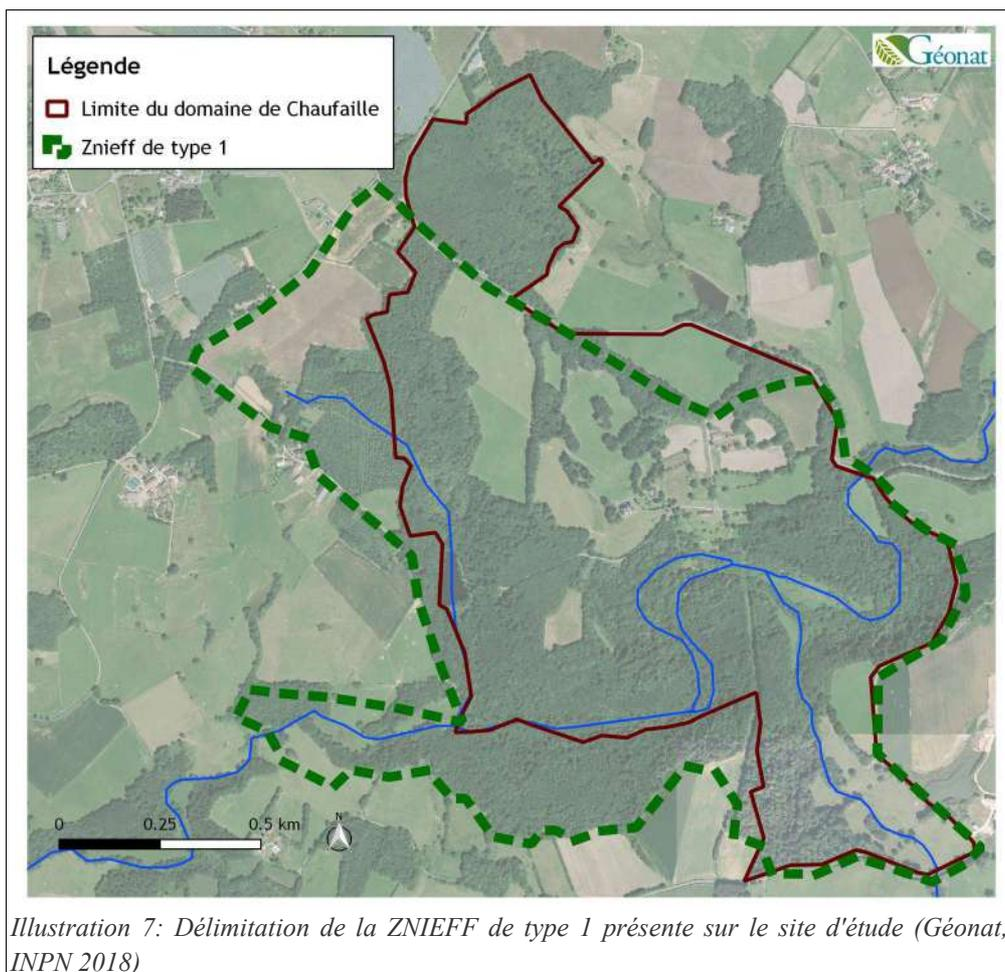 Légende
Limite du domaine de Chaufaille
Znieff de type 1
Géonat
N
0 0.25 0.5 km
Illustration 7: Délimitation de la ZNIEFF de type 1 présente sur le site d'étude (Géonat,
INPN 2018)